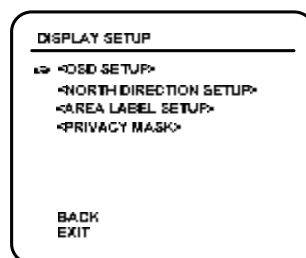 DISPLAY SETUP
<OSD SETUP>
<NORTH DIRECTION SETUP>
<AREA LABEL SETUP>
<PRIVACY MASK>
BACK
EXIT